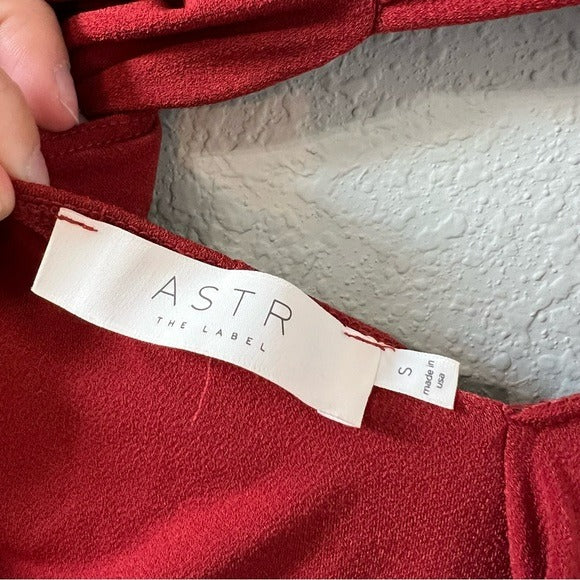 ASTR
THE LABEL
S
made in
usa